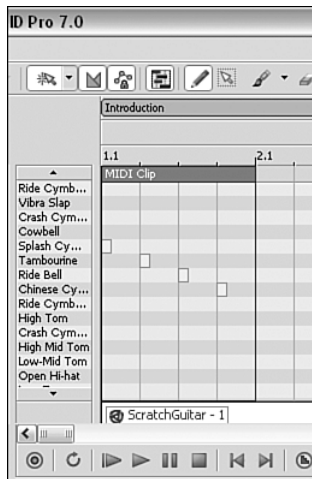 ID Pro 7.0
Introduction
1.1 2.1
MIDI Clip
Ride Cymb...
Vibra Slap
Crash Cym...
Cowbell
Splash Cy...
Tambourine
Ride Bell
Chinese Cy...
Ride Cymb...
High Tom
Crash Cym...
High Mid Tom
Low-Mid Tom
Open Hi-hat
ScratchGuitar - 1